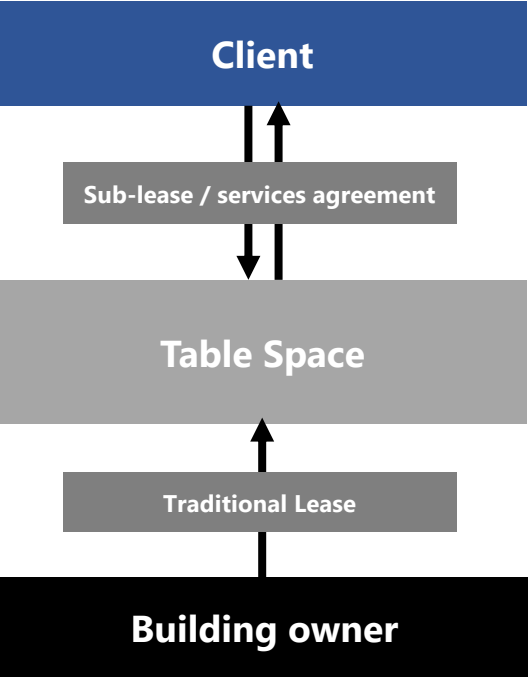 Client
Sub-lease / services agreement
Table Space
Traditional Lease
Building owner